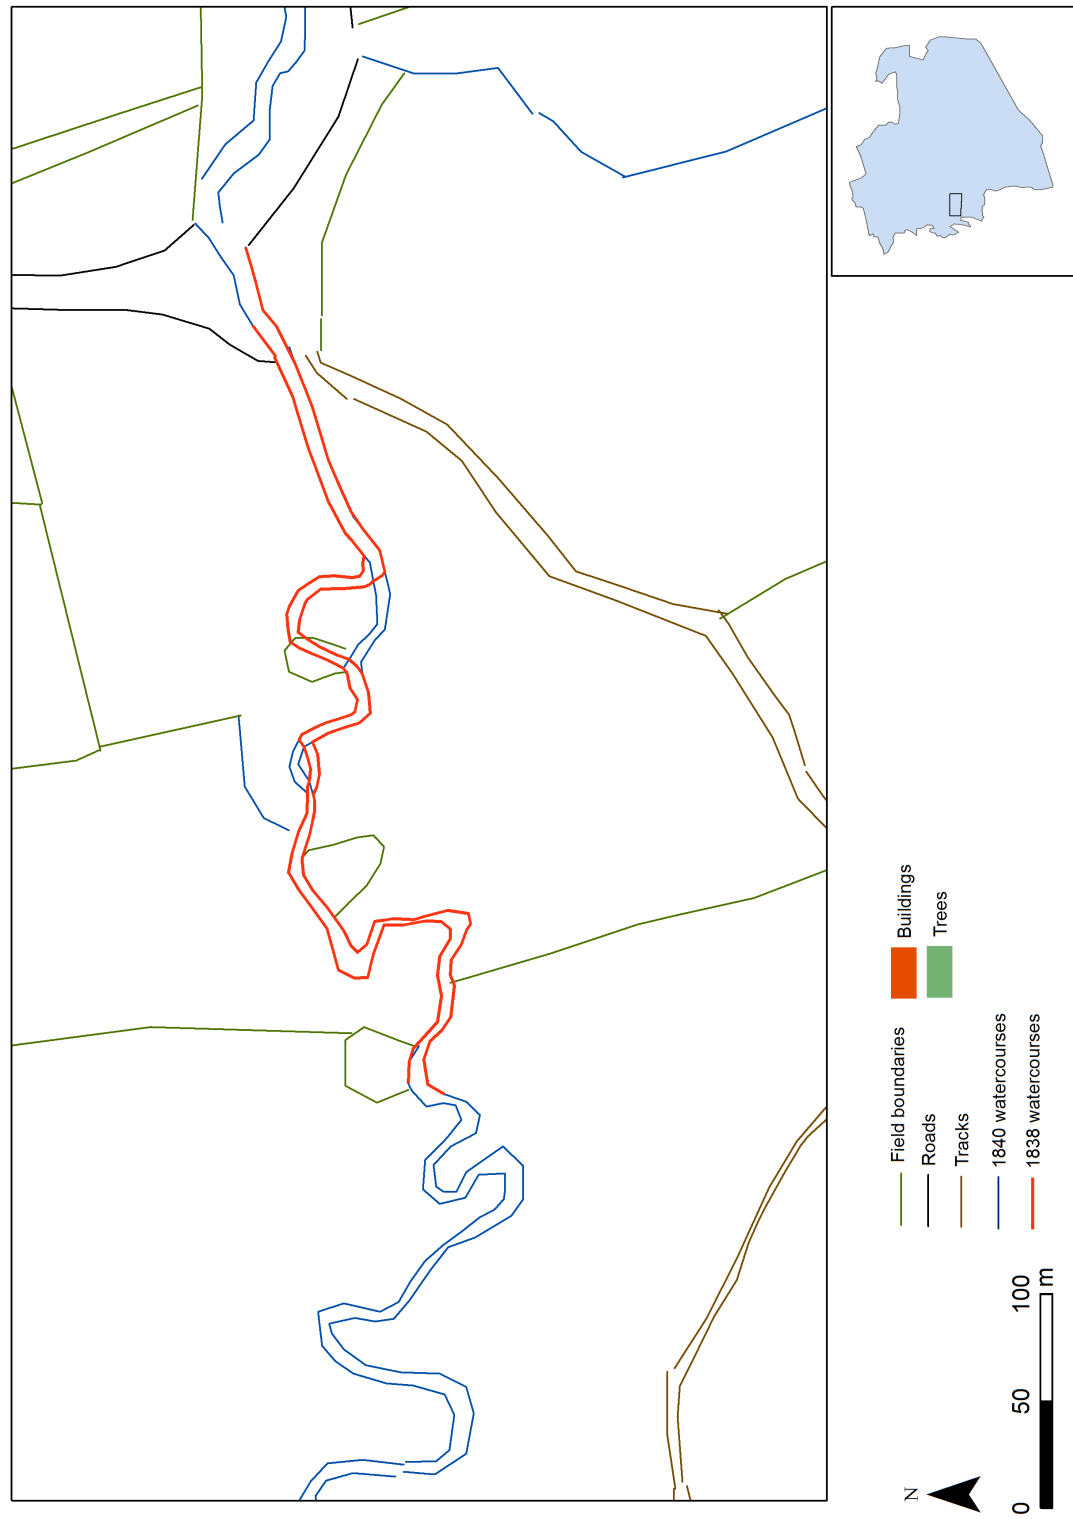 N
0
50
100
m
Field boundaries
Roads
Tracks
1840 watercourses
1838 watercourses
Buildings
Trees